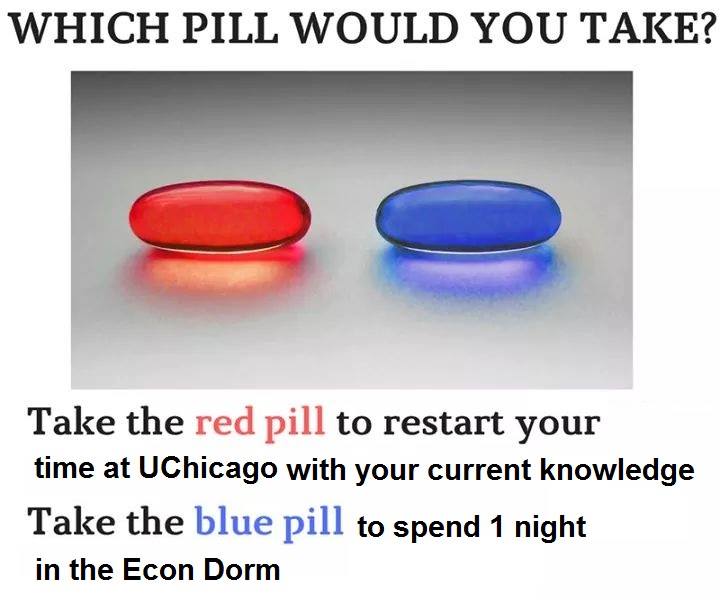 WHICH PILL WOULD YOU TAKE?
Take the red pill to restart your
time at UChicago with your current knowledge
Take the blue pill to spend 1 night
in the Econ Dorm